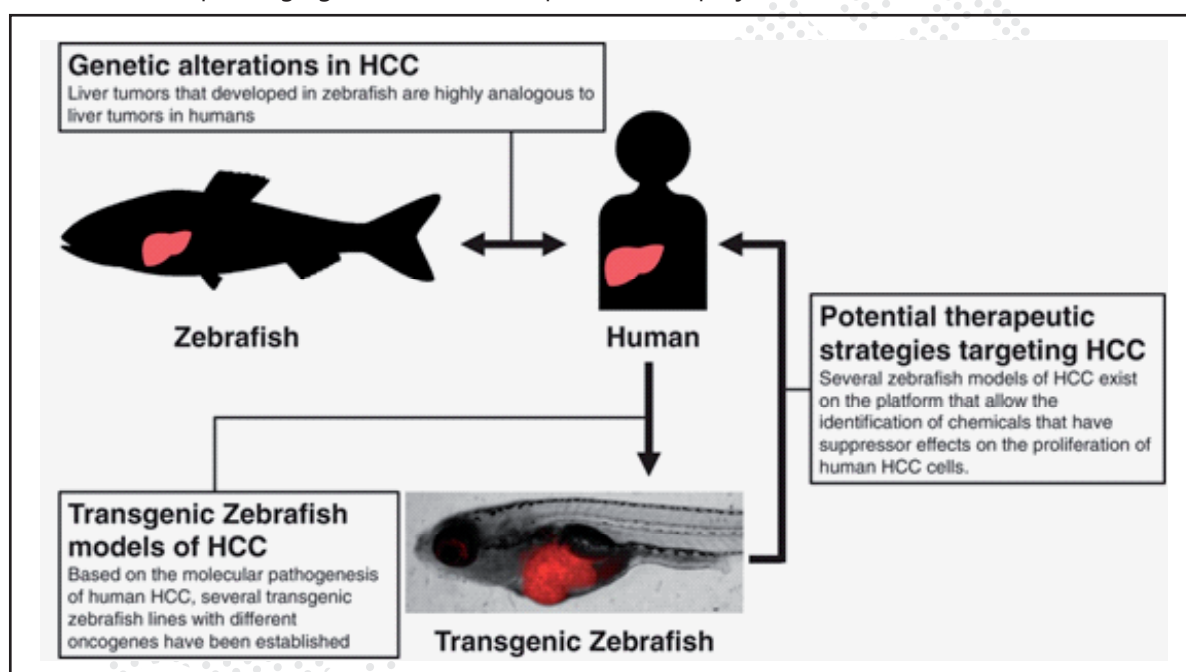 Genetic alterations in HCC
Liver tumors that developed in zebrafish are highly analogous to
liver tumors in humans
Zebrafish
Human
Potential therapeutic
strategies targeting HCC
Several zebrafish models of HCC exist
on the platform that allow the
identification of chemicals that have
suppressor effects on the proliferation of
human HCC cells.
Transgenic Zebrafish
models of HCC
Based on the molecular pathogenesis
of human HCC, several transgenic
zebrafish lines with different
oncogenes have been established
Transgenic Zebrafish